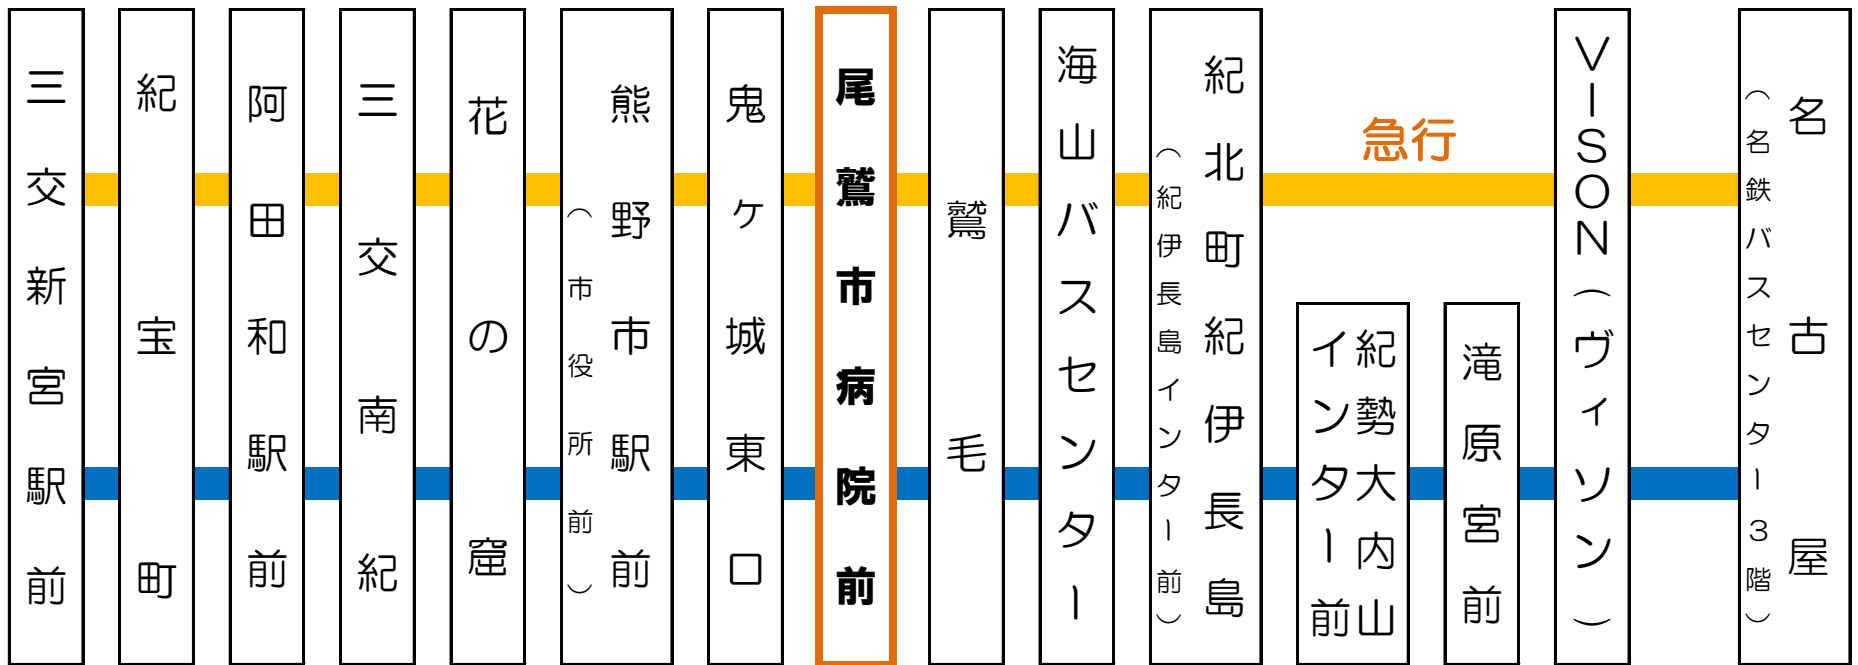 三交新宮駅前
紀宝町
阿田和駅前
三交南紀
花の窟
熊野市駅前
（市役所前）
鬼ケ城東口
尾鷲市病院前
鷲毛
海山バスセンター
紀北町紀伊長島
（紀伊長島インター前）
急行
紀勢大内山
インター前
滝原宮前
VISON（ヴィソン）
名古屋
（名鉄バスセンター3階）